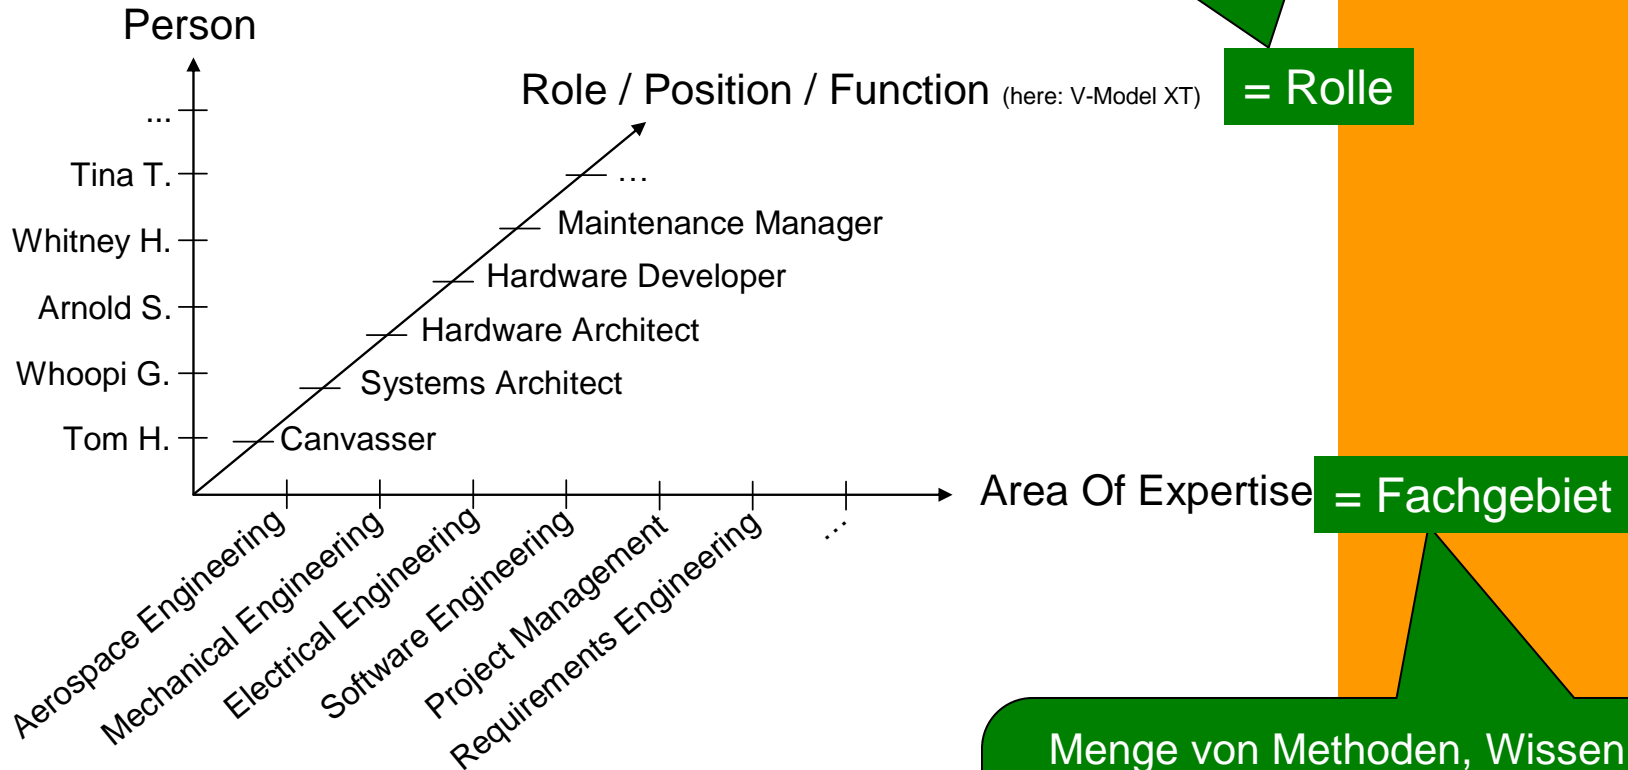 Person
Role / Position / Function (here: V-Model XT)
= Rolle
...
Tina T.
Whitney H.
Arnold S.
Whoopi G.
Tom H.
…
Maintenance Manager
Hardware Developer
Hardware Architect
Systems Architect
Canvasser
Area Of Expertise
= Fachgebiet
Aerospace Engineering
Mechanical Engineering
Electrical Engineering
Software Engineering
Project Management
Requirements Engineering
…
Menge von Methoden, Wissen